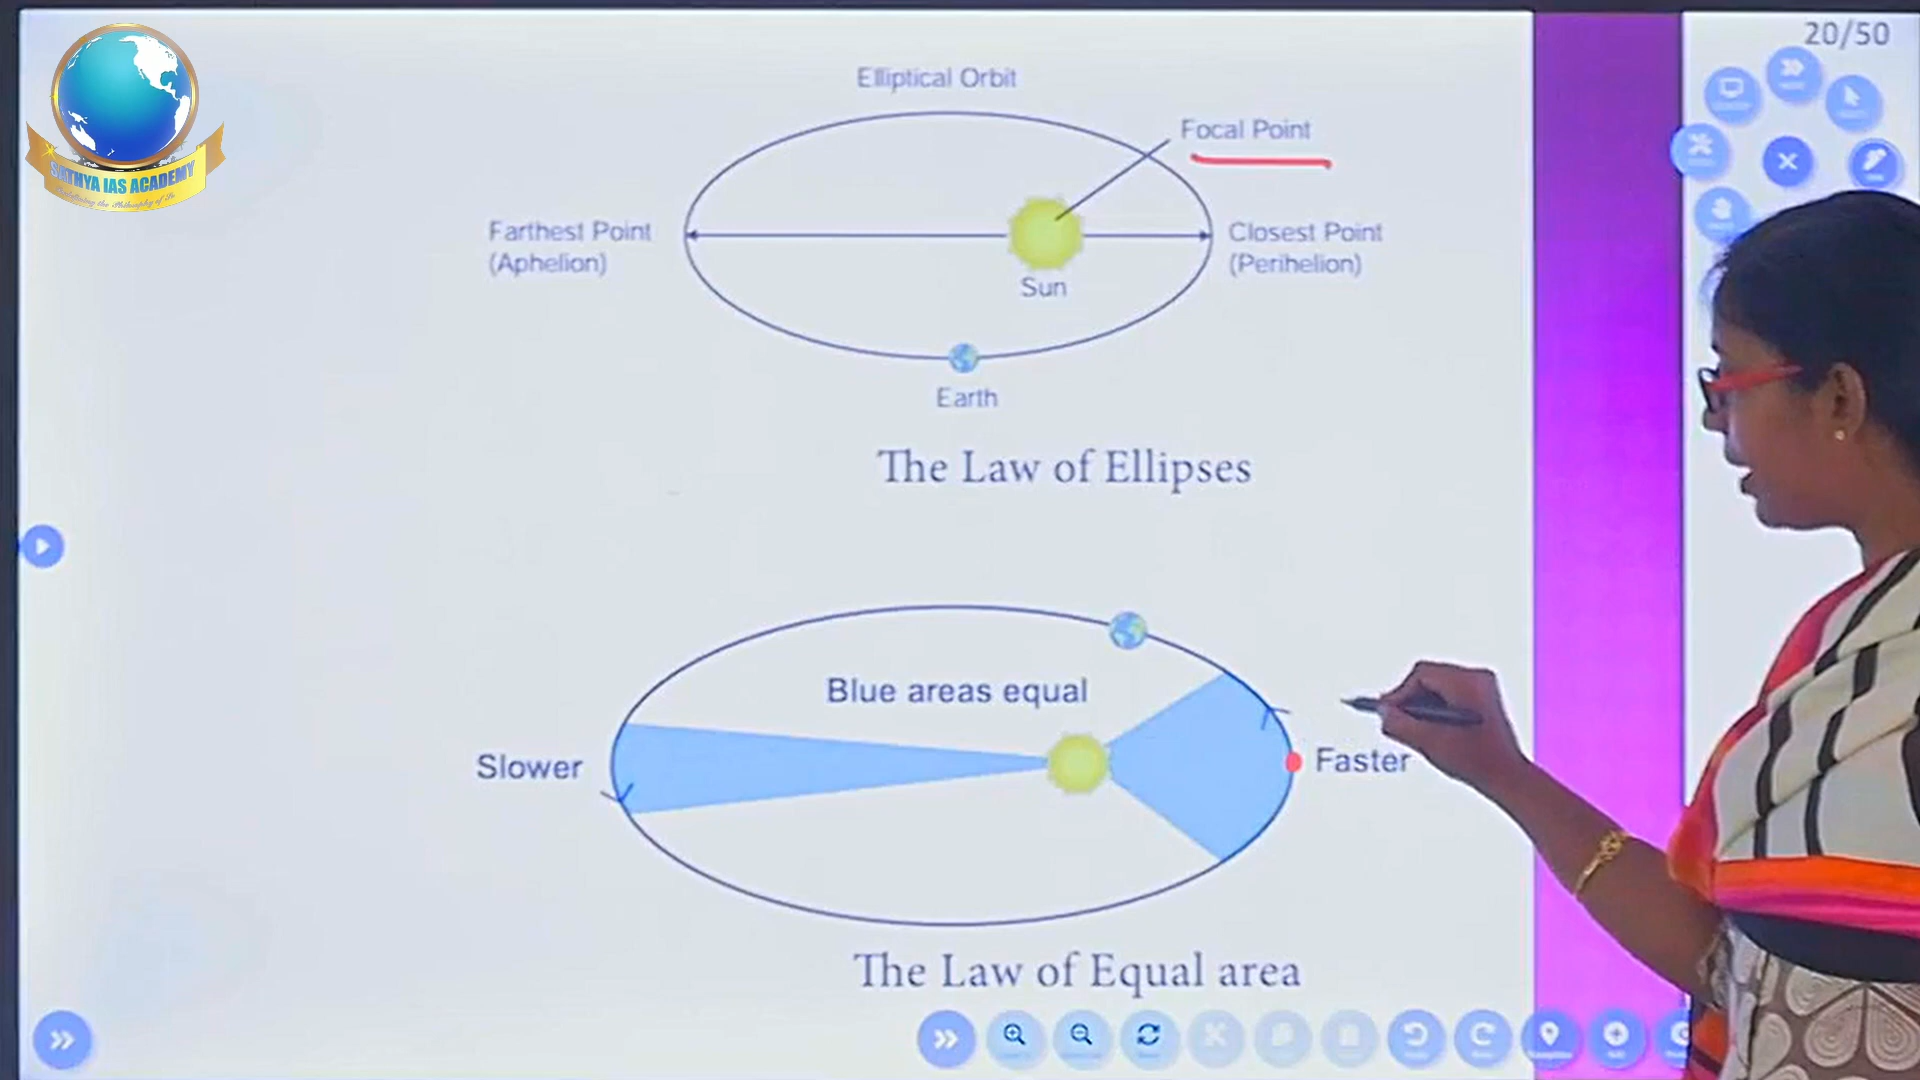 20/50
SATHYA IAS ACADEMY
Elliptical Orbit
Focal Point
Farthest Point
(Aphelion)
Closest Point
(Perihelion)
Sun
Earth
The Law of Ellipses
Blue areas equal
Slower
Faster
The Law of Equal area